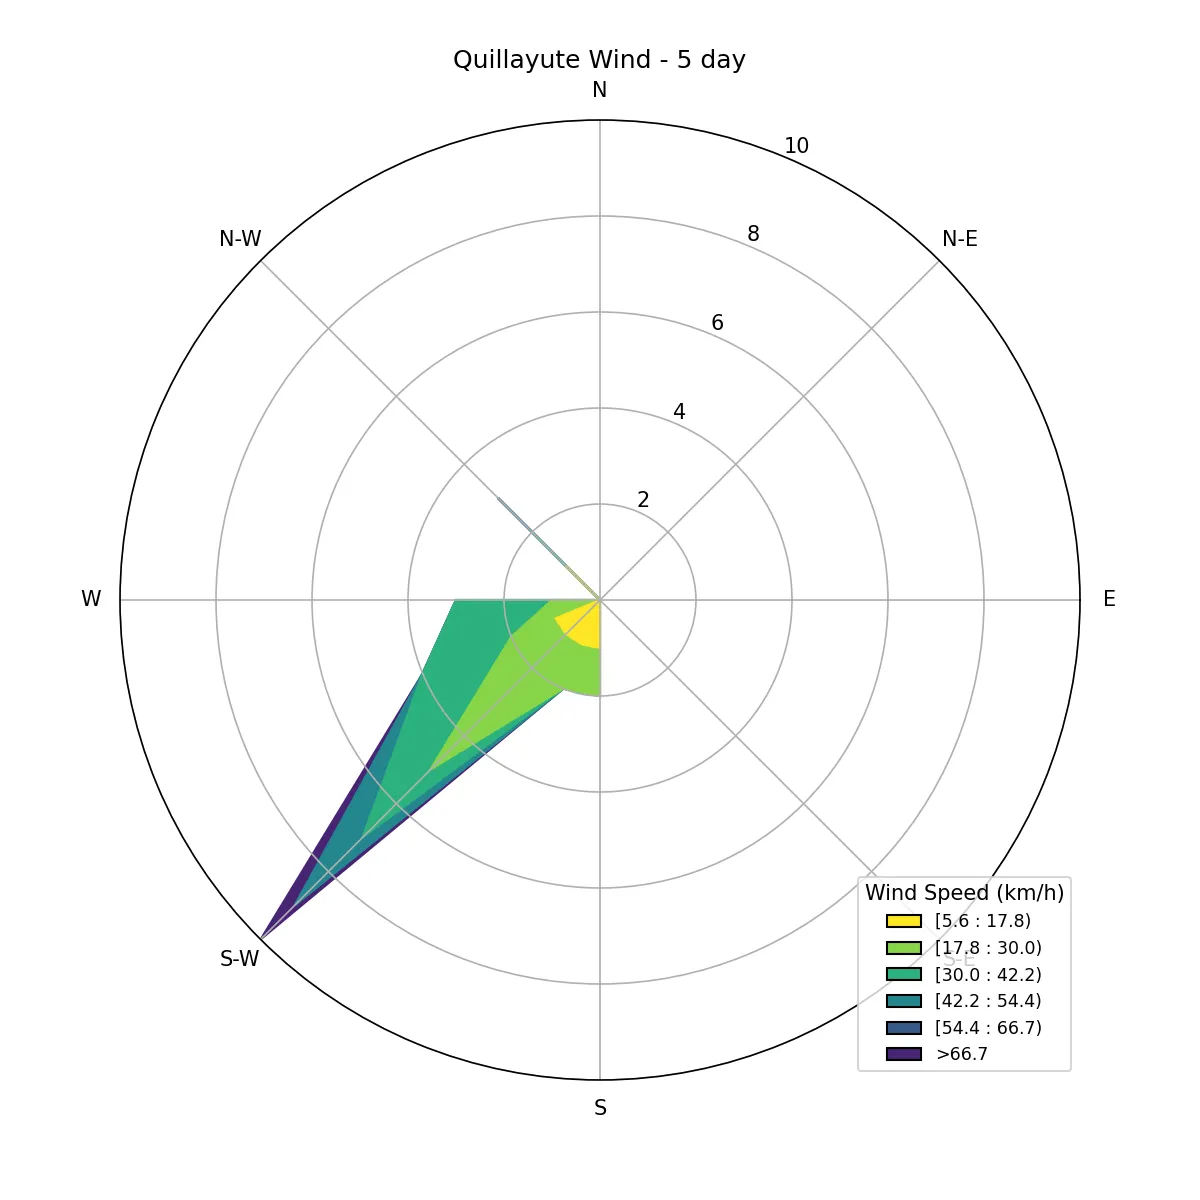 Quillayute Wind - 5 day
N
10
N-W
N-E
8
6
4
2
W
E
S-W
S-E
S
Wind Speed (km/h)
[5.6 : 17.8)
[17.8 : 30.0)
[30.0 : 42.2)
[42.2 : 54.4)
[54.4 : 66.7)
>66.7